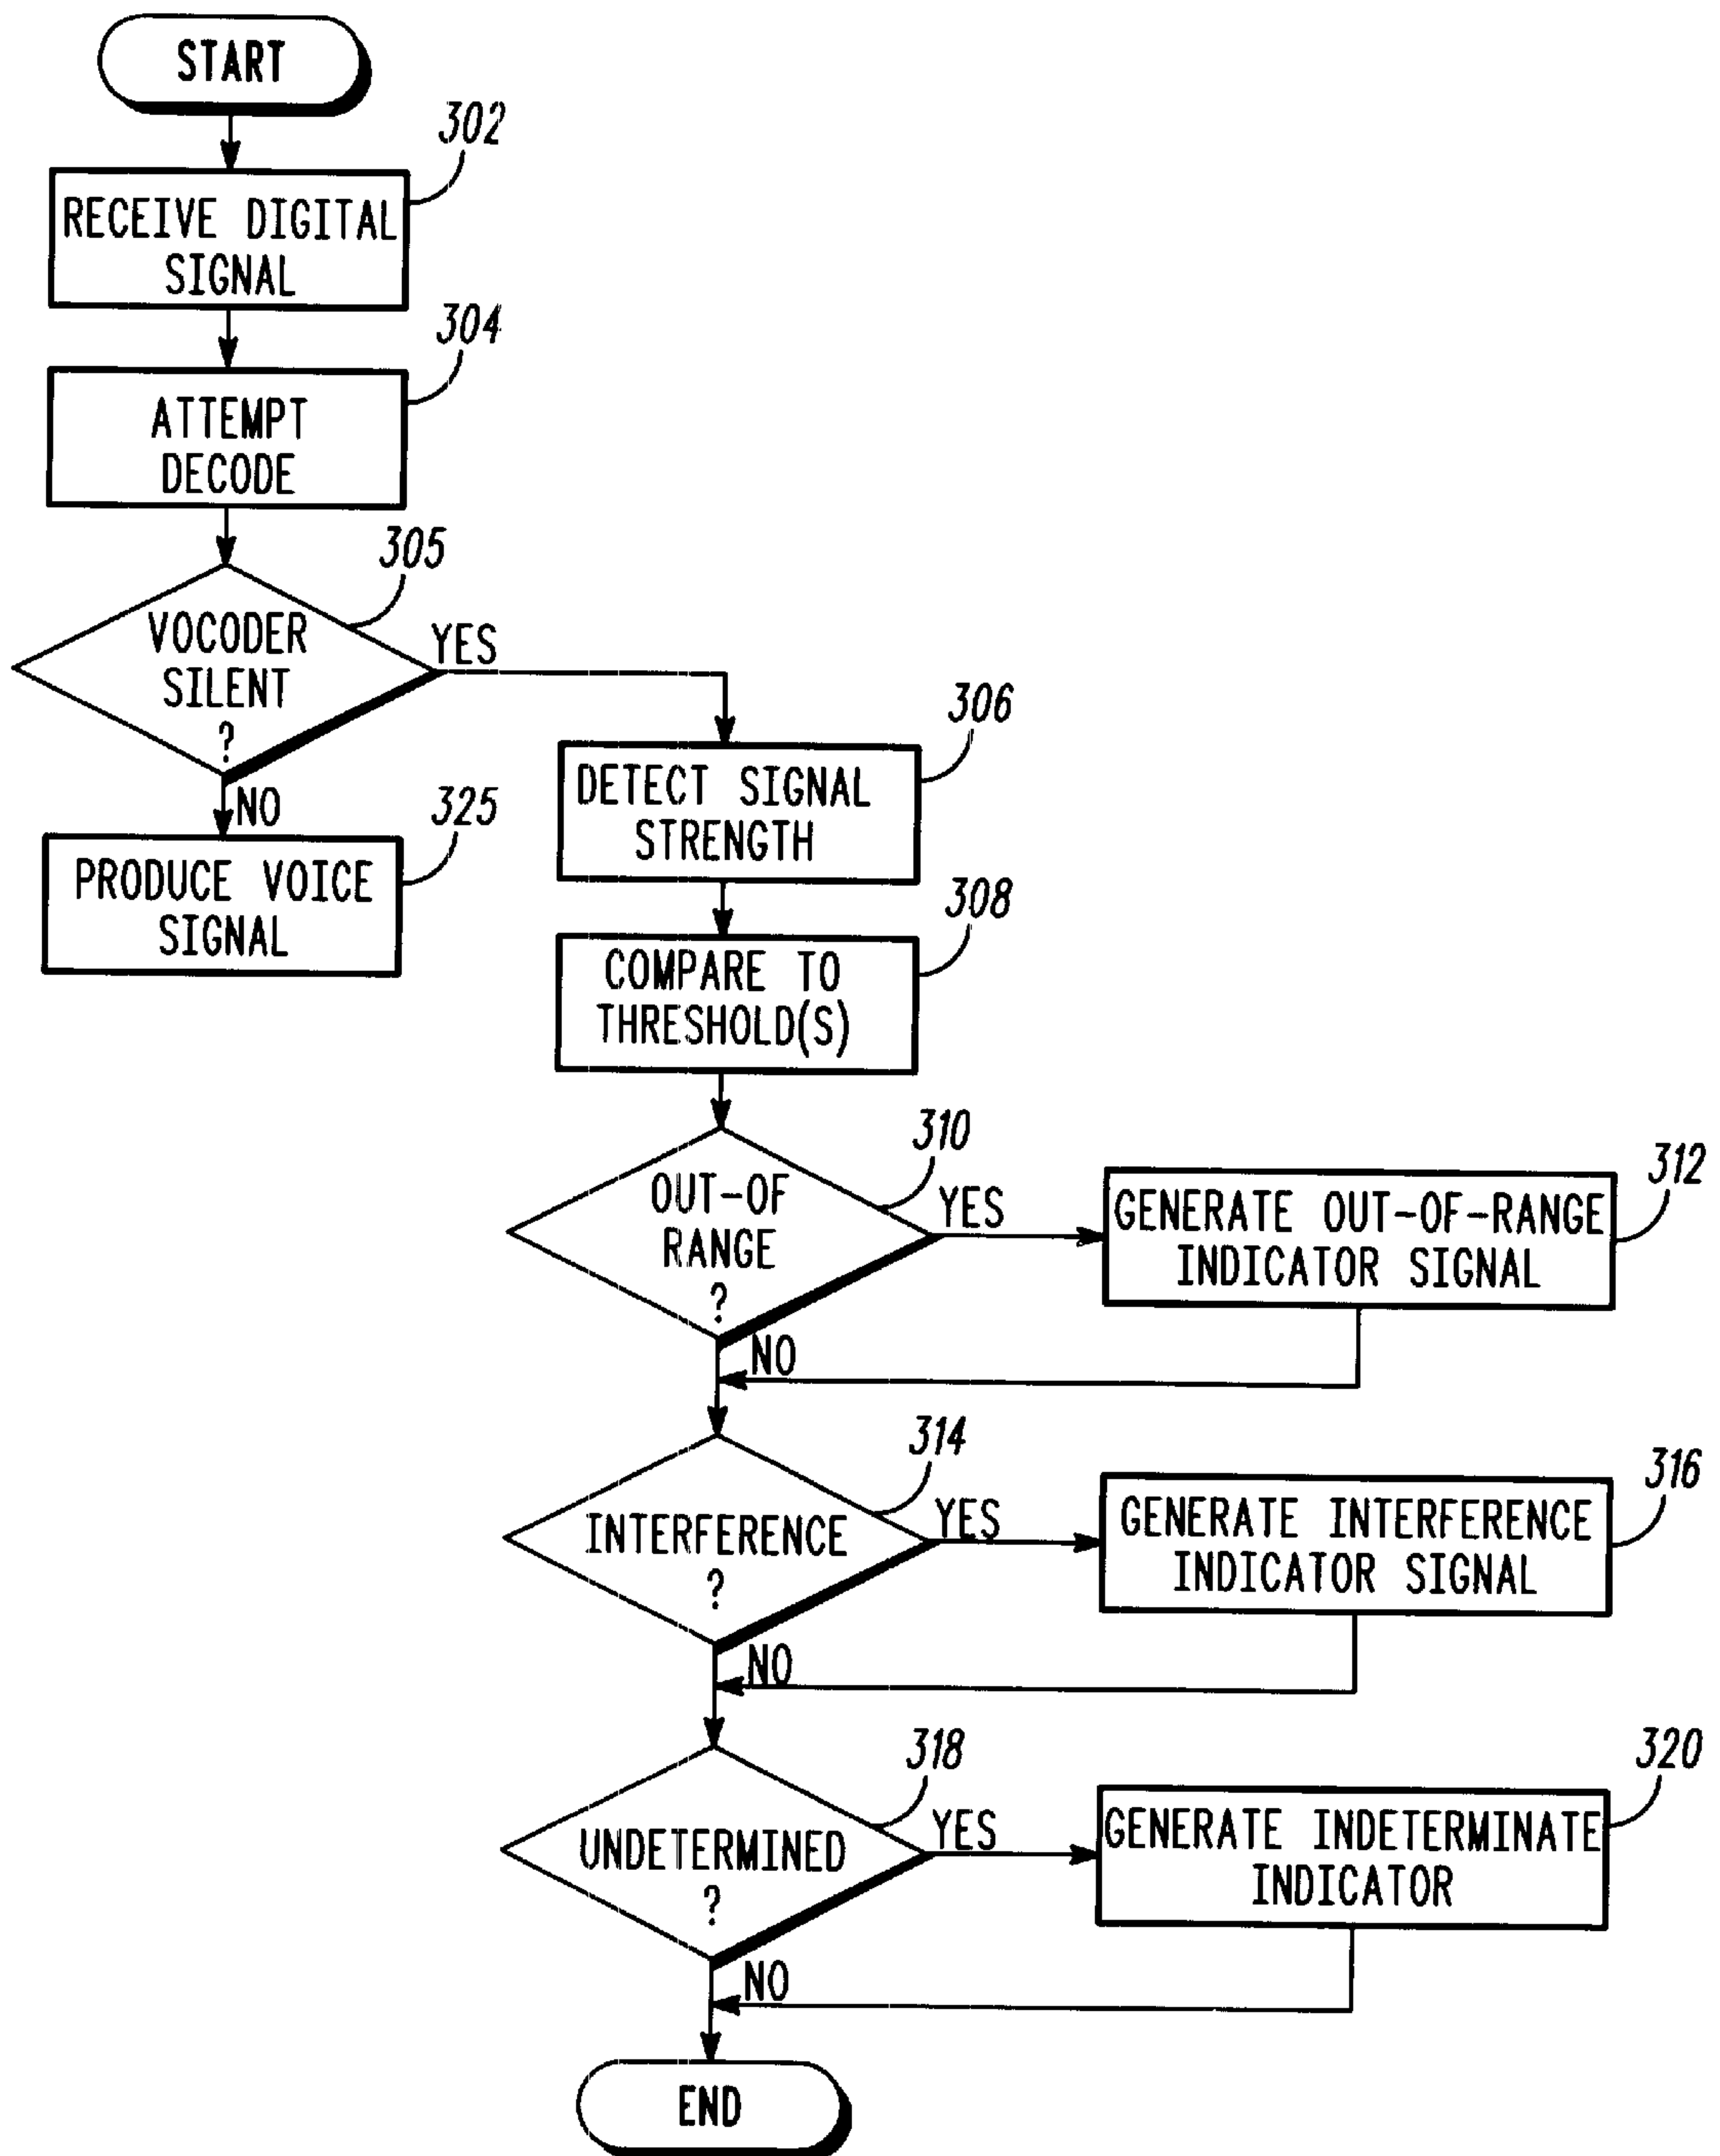 START
302
RECEIVE DIGITAL
SIGNAL
304
ATTEMPT
DECODE
305
VOCODER
SILENT
?
YES
NO
325
PRODUCE VOICE
SIGNAL
306
DETECT SIGNAL
STRENGTH
308
COMPARE TO
THRESHOLD(S)
310
OUT-OF
RANGE
?
YES
NO
312
GENERATE OUT-OF-RANGE
INDICATOR SIGNAL
314
INTERFERENCE
?
YES
NO
316
GENERATE INTERFERENCE
INDICATOR SIGNAL
318
UNDETERMINED
?
YES
NO
320
GENERATE INDETERMINATE
INDICATOR
END